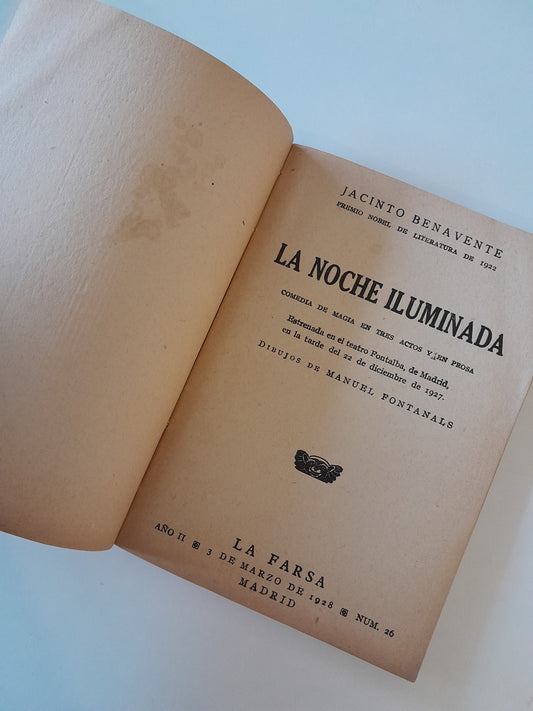 JACINTO BENAVENTE
PREMIO NOBEL DE LITERATURA DE 1922
LA NOCHE ILUMINADA
COMEDIA DE MAGIA EN TRES ACTOS Y EN PROSA
Estrenada en el teatro Fontalba, de Madrid,
en la tarde del 22 de diciembre de 1927.
DIBUJOS DE MANUEL FONTANALS
LA FARSA
AÑO II 3 DE MARZO DE 1928 NUM. 26
MADRID